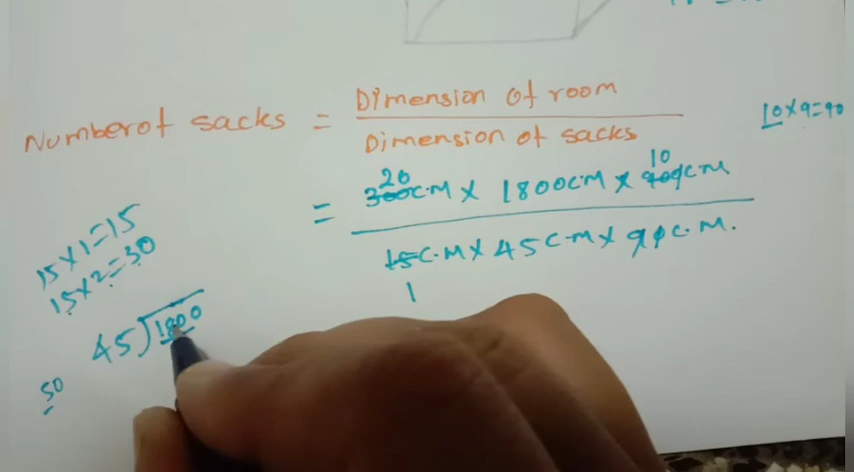 Number of sacks = Dimension of room
Dimension of sacks
10 x 9 = 90
20 10
= 300 c.m x 1800 c.m x 900 c.m
15 c.m x 45 c.m x 90 c.m.
1
15 x 1 = 15
15 x 2 = 30
45)1800
50